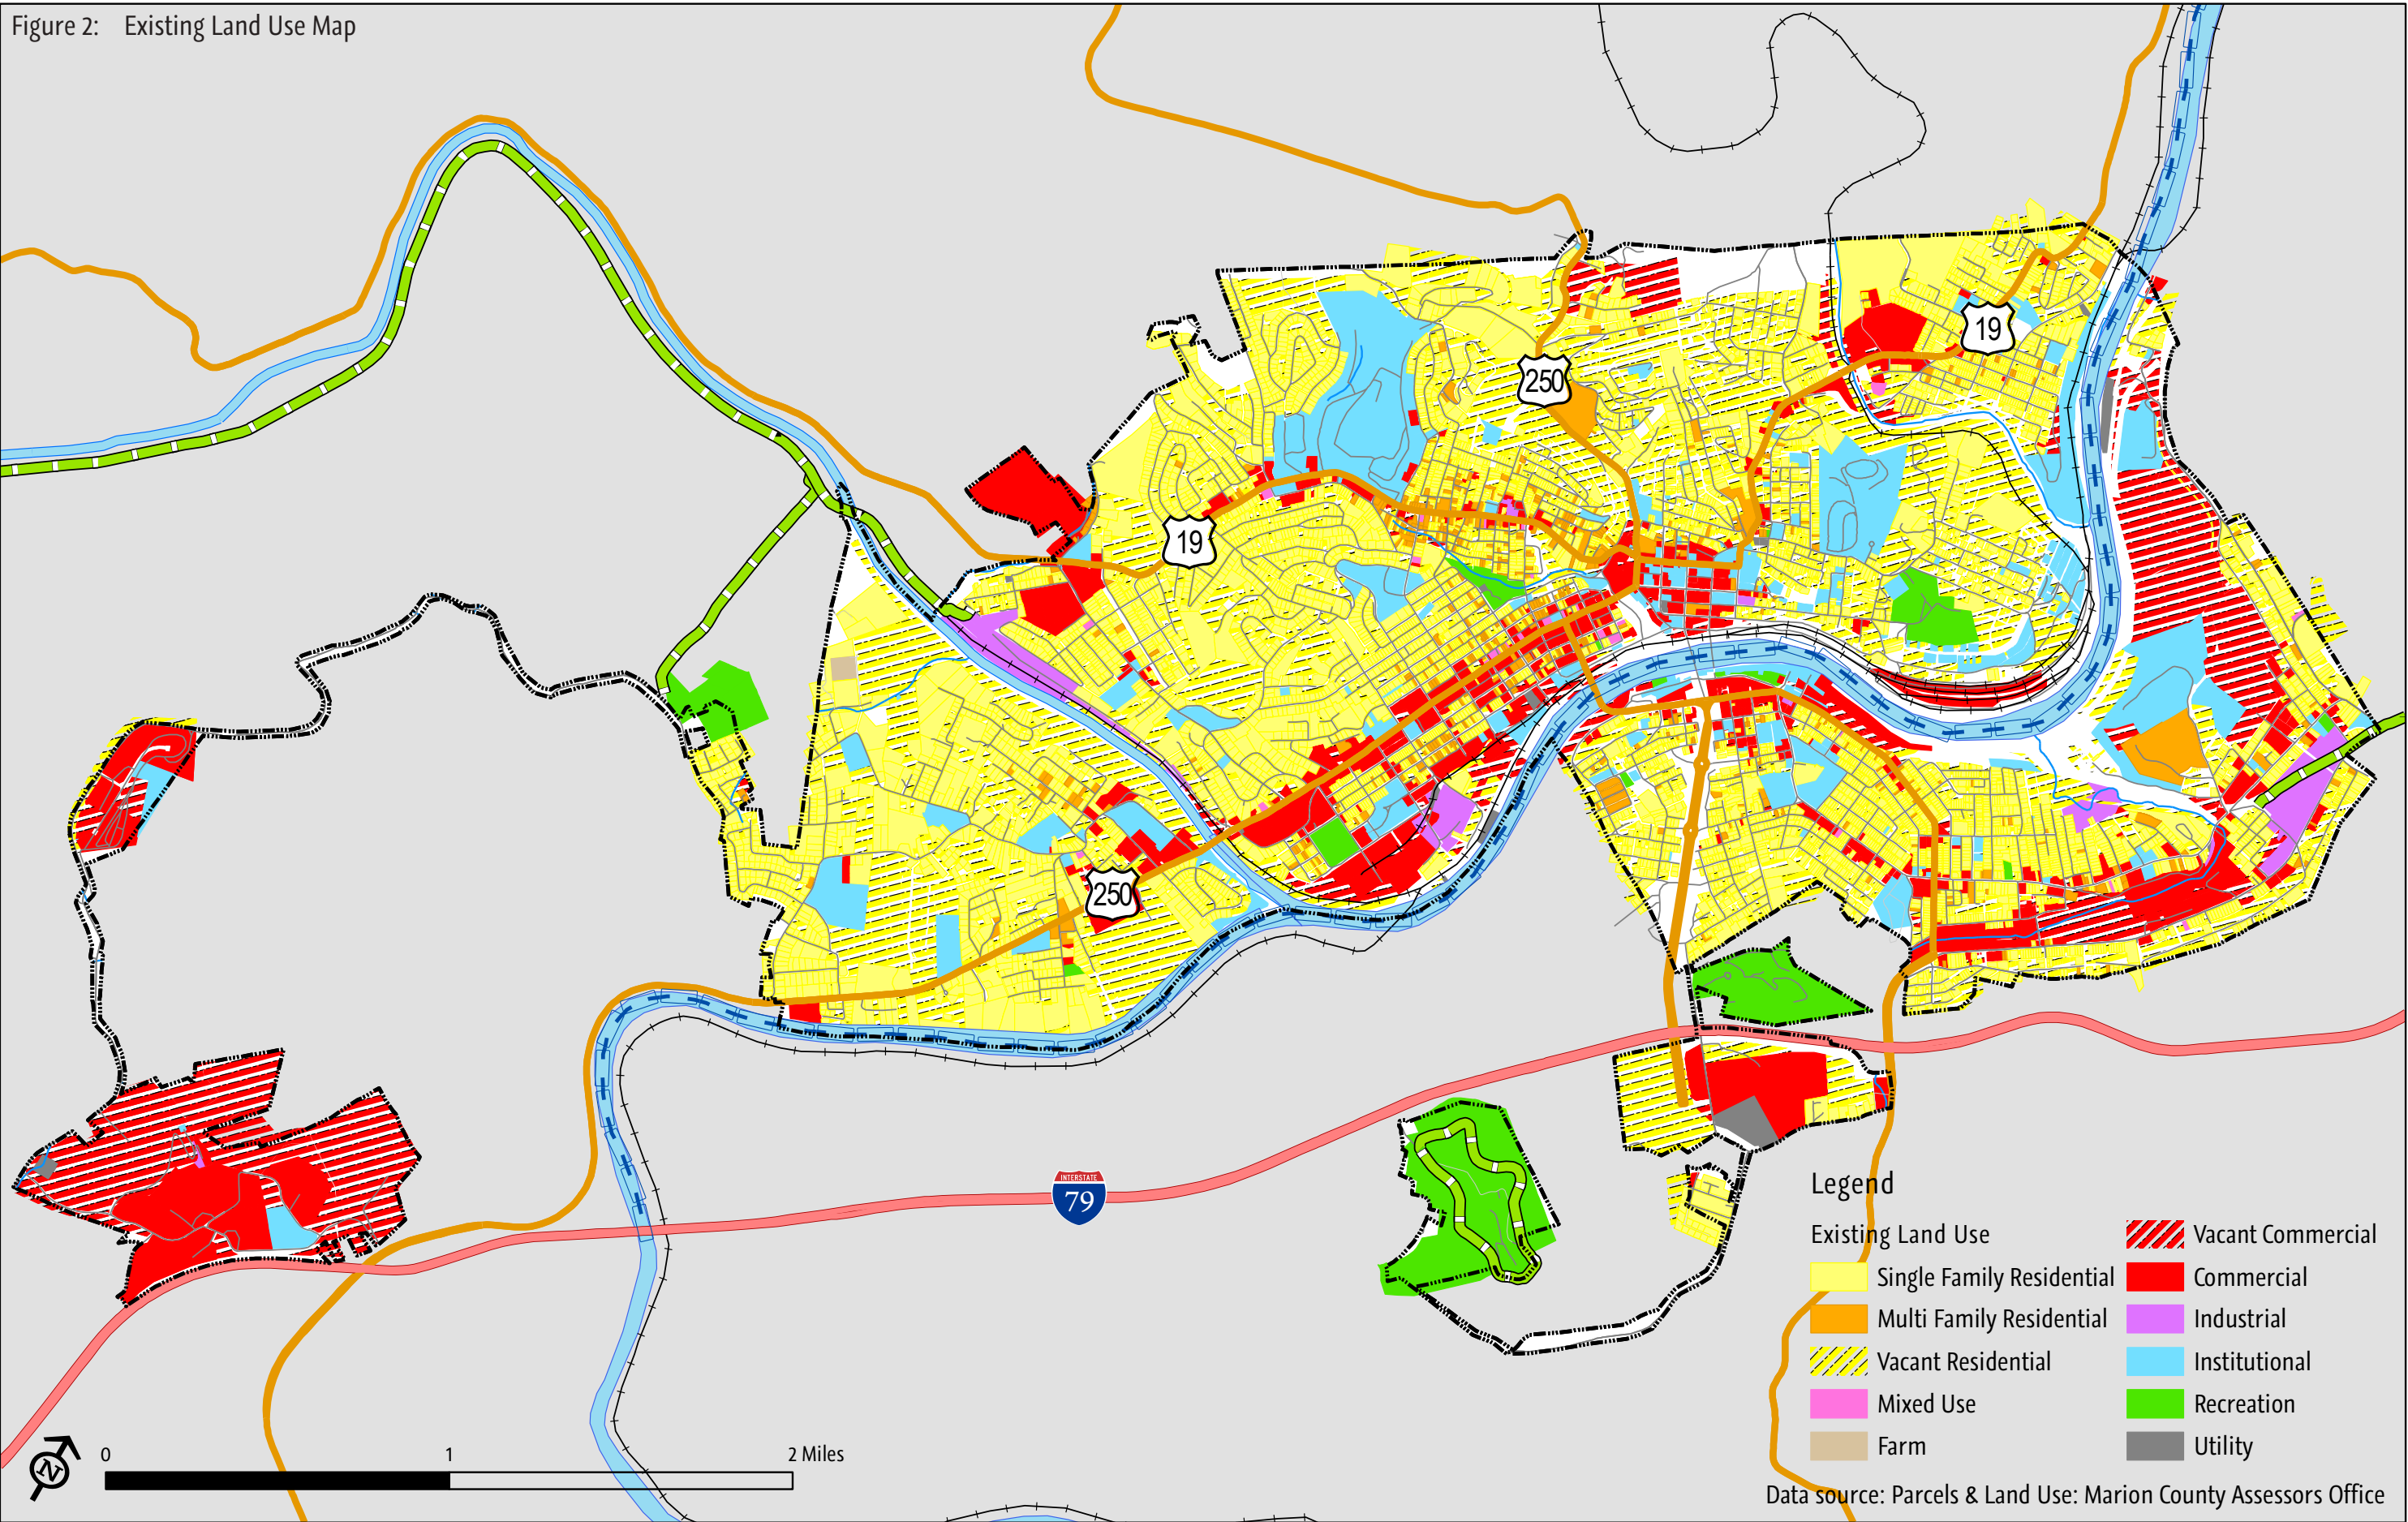 Figure 2: Existing Land Use Map
19
250
19
250
INTERSTATE
79
Legend
Existing Land Use
Single Family Residential
Multi Family Residential
Vacant Residential
Mixed Use
Farm
Vacant Commercial
Commercial
Industrial
Institutional
Recreation
Utility
N
0 1 2 Miles
Data source: Parcels & Land Use: Marion County Assessors Office